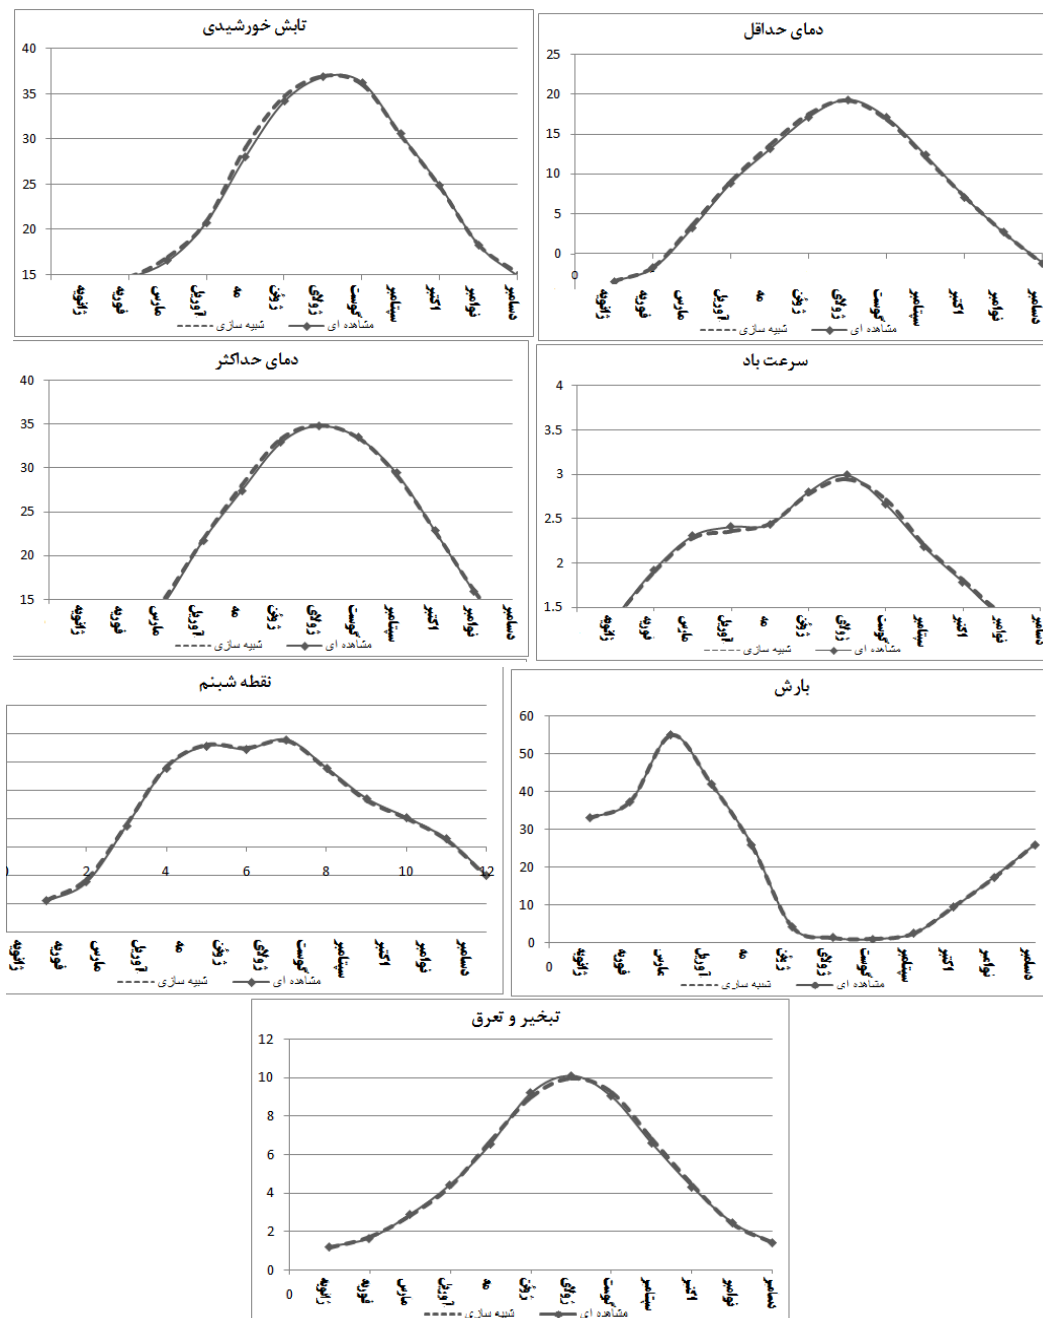 تابش خورشیدی
40
35
30
25
20
15
ژانویه فوریه مارس آوریل مه ژوئن ژولای گوست سپتامبر اکتبر نوامبر دسامبر
شبیه سازی مشاهده ای
دمای حداقل
25
20
15
10
5
0
0
ژانویه فوریه مارس آوریل مه ژوئن ژولای گوست سپتامبر اکتبر نوامبر دسامبر
شبیه سازی مشاهده ای
دمای حداکثر
40
35
30
25
20
15
ژانویه فوریه مارس آوریل مه ژوئن ژولای گوست سپتامبر اکتبر نوامبر دسامبر
شبیه سازی مشاهده ای
سرعت باد
4
3.5
3
2.5
2
1.5
ژانویه فوریه مارس آوریل مه ژوئن ژولای گوست سپتامبر اکتبر نوامبر دسامبر
شبیه سازی مشاهده ای
نقطه شبنم
0 2 4 6 8 10 12
ژانویه فوریه مارس آوریل مه ژوئن ژولای گوست سپتامبر اکتبر نوامبر دسامبر
شبیه سازی مشاهده ای
بارش
60
50
40
30
20
10
0
0
ژانویه فوریه مارس آوریل مه ژوئن ژولای گوست سپتامبر اکتبر نوامبر دسامبر
شبیه سازی مشاهده ای
تبخیر و تعرق
12
10
8
6
4
2
0
0
ژانویه فوریه مارس آوریل مه ژوئن ژولای گوست سپتامبر اکتبر نوامبر دسامبر
شبیه سازی مشاهده ای